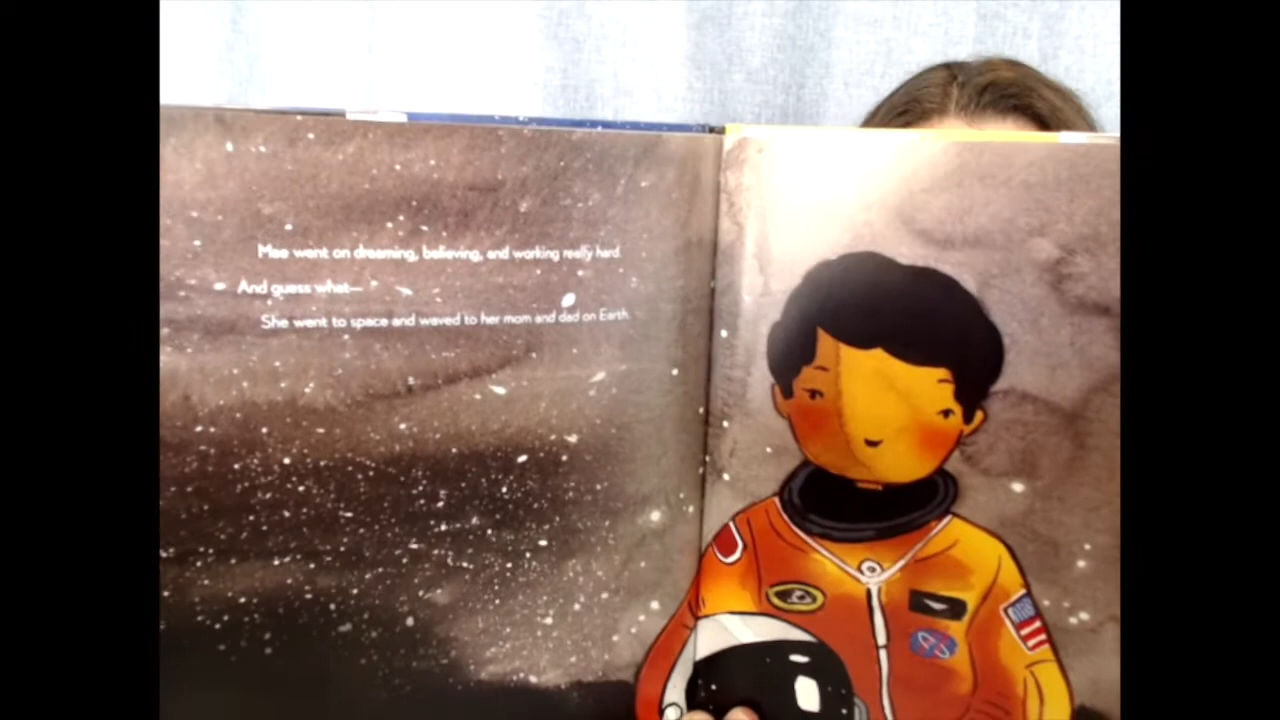 Mae went on dreaming, believing, and working really hard.
And guess what—
She went to space and waved to her mom and dad on Earth.